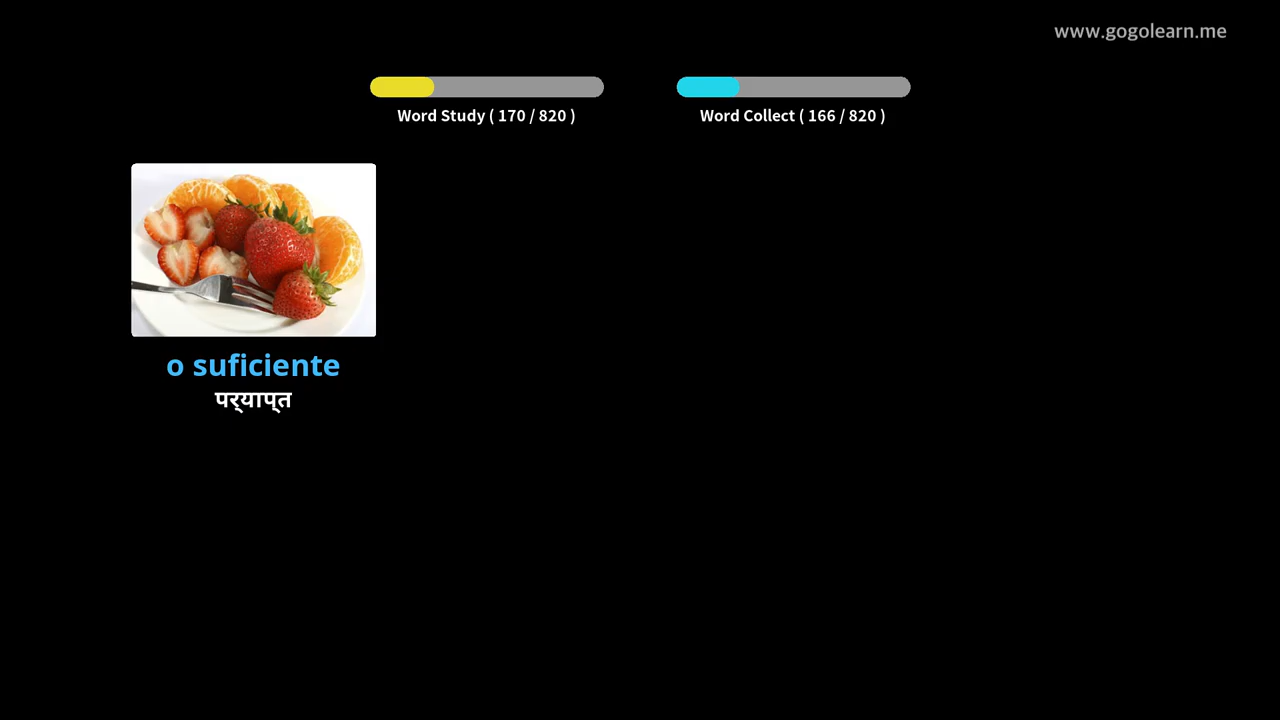 www.gogolearn.me
Word Study ( 170 / 820 )
Word Collect ( 166 / 820 )
o suficiente
पर्याप्त